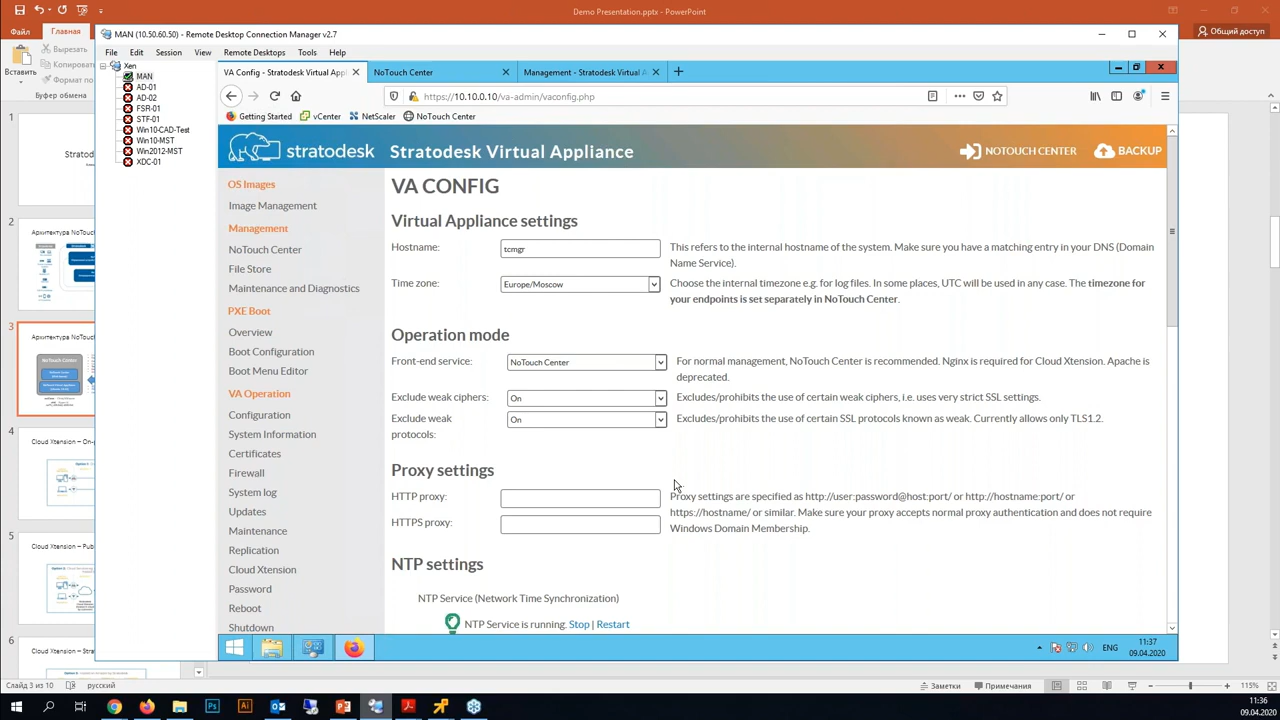 Demo Presentation.pptx - PowerPoint
Файл
Главная
Общий доступ
Вставить
Вырезать
Буфер обмена
MAN (10.50.60.50) - Remote Desktop Connection Manager v2.7
File Edit Session View Remote Desktops Tools Help
Xen
MAN
AD-01
AD-02
FSR-01
STF-01
Win10-CAD-Test
Win10-MST
Win2012-MST
XDC-01
VA Config - Stratodesk Virtual Appl
NoTouch Center
Management - Stratodesk Virtual A
https://10.10.0.10/va-admin/vaconfig.php
Getting Started vCenter NetScaler NoTouch Center
stratodesk Stratodesk Virtual Appliance
NOTOUCH CENTER BACKUP
OS Images
Image Management
Management
NoTouch Center
File Store
Maintenance and Diagnostics
PXE Boot
Overview
Boot Configuration
Boot Menu Editor
VA Operation
Configuration
System Information
Certificates
Firewall
System log
Updates
Maintenance
Replication
Cloud Xtension
Password
Reboot
Shutdown
VA CONFIG
Virtual Appliance settings
Hostname: tcmgr This refers to the internal hostname of the system. Make sure you have a matching entry in your DNS (Domain
Name Service).
Time zone: Europe/Moscow Choose the internal timezone e.g. for log files. In some places, UTC will be used in any case. The timezone for
your endpoints is set separately in NoTouch Center.
Operation mode
Front-end service: NoTouch Center For normal management, NoTouch Center is recommended. Nginx is required for Cloud Xtension. Apache is
deprecated.
Exclude weak ciphers: On Excludes/prohibits the use of certain weak ciphers, i.e. uses very strict SSL settings.
Exclude weak On Excludes/prohibits the use of certain SSL protocols known as weak. Currently allows only TLS1.2.
protocols:
Proxy settings
HTTP proxy: Proxy settings are specified as http://user:password@host:port/ or http://hostname:port/ or
https://hostname/ or similar. Make sure your proxy accepts normal proxy authentication and does not require
HTTPS proxy: Windows Domain Membership.
NTP settings
NTP Service (Network Time Synchronization)
NTP Service is running. Stop | Restart
ENG 11:37
09.04.2020
1
2
3
4
5
6
Слайд 3 из 10 русский
Заметки Примечания 115%
11:36
09.04.2020